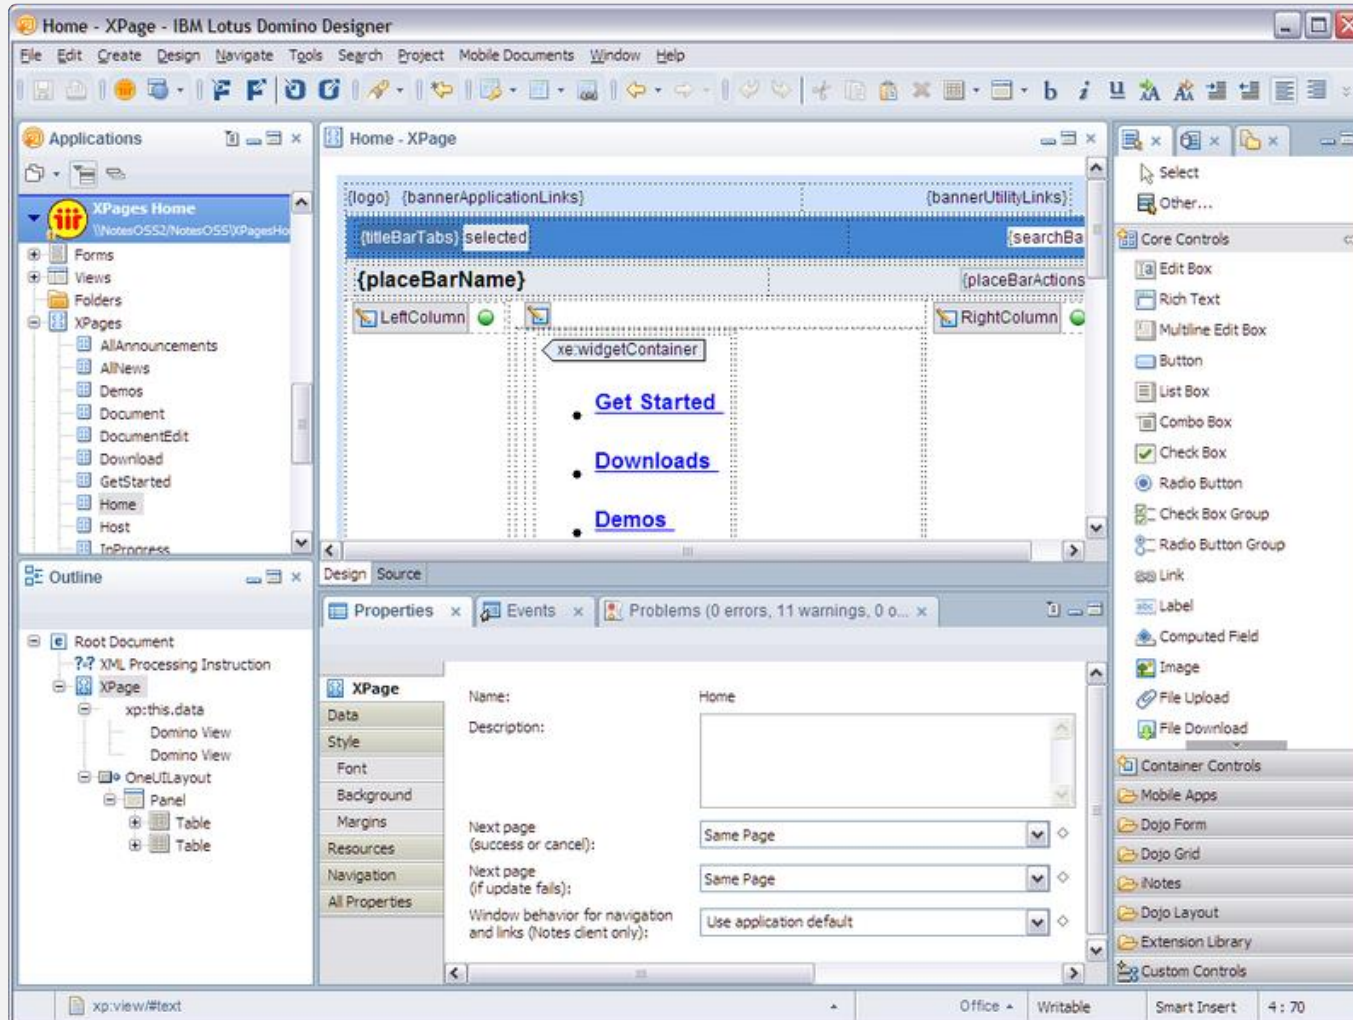 Home - XPage - IBM Lotus Domino Designer
File Edit Create Design Navigate Tools Search Project Mobile Documents Window Help
Applications
XPages Home
\\NotesOSS2/NotesOSS\XPagesHo
Forms
Views
Folders
XPages
AllAnnouncements
AllNews
Demos
Document
DocumentEdit
Download
GetStarted
Home
Host
InProgress
Outline
Root Document
?-? XML Processing Instruction
XPage
xp:this.data
Domino View
Domino View
OneUILayout
Panel
Table
Table
Home - XPage
{logo} {bannerApplicationLinks} {bannerUtilityLinks}
{titleBarTabs} selected {searchBa
{placeBarName} {placeBarActions
LeftColumn RightColumn
xe:widgetContainer
Get Started
Downloads
Demos
Design Source
Properties Events Problems (0 errors, 11 warnings, 0 o...
XPage
Data
Style
Font
Background
Margins
Resources
Navigation
All Properties
Name: Home
Description:
Next page
(success or cancel): Same Page
Next page
(if update fails): Same Page
Window behavior for navigation
and links (Notes client only): Use application default
Select
Other...
Core Controls
Edit Box
Rich Text
Multiline Edit Box
Button
List Box
Combo Box
Check Box
Radio Button
Check Box Group
Radio Button Group
Link
Label
Computed Field
Image
File Upload
File Download
Container Controls
Mobile Apps
Dojo Form
Dojo Grid
iNotes
Dojo Layout
Extension Library
Custom Controls
xp:view/#text Office Writable Smart Insert 4 : 70